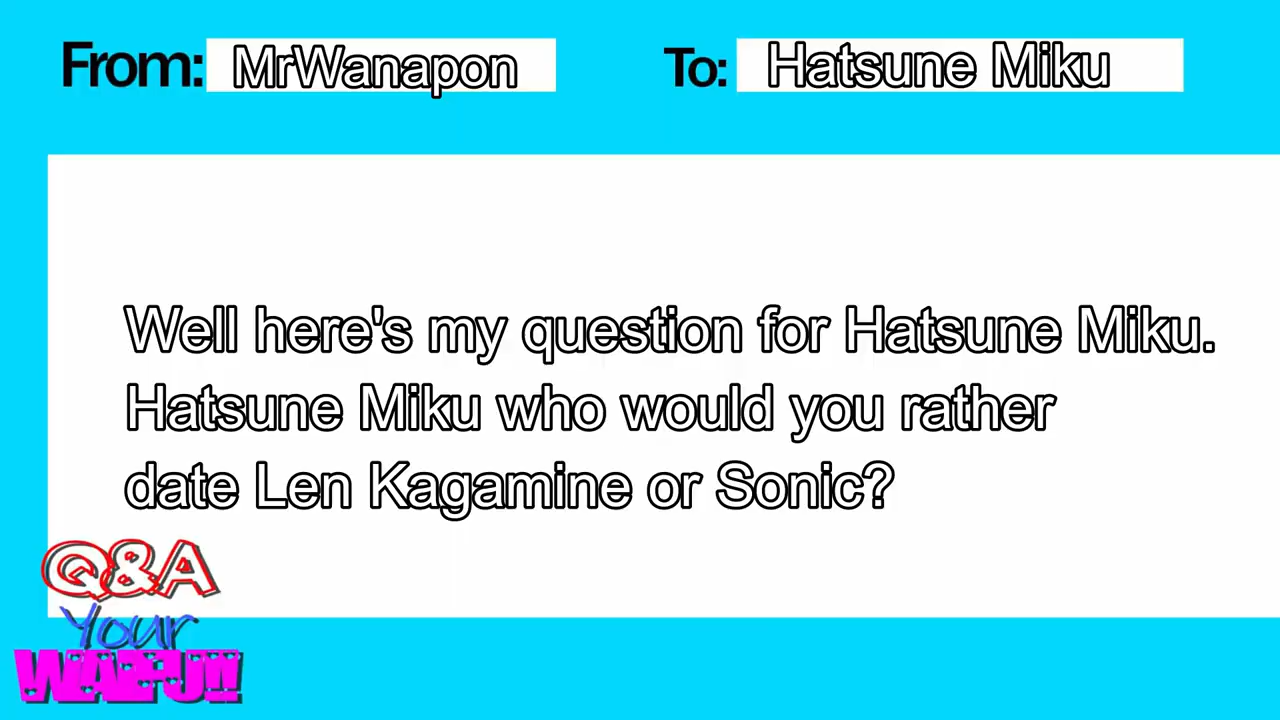 From: MrWanapon To: Hatsune Miku
Well here's my question for Hatsune Miku.
Hatsune Miku who would you rather
date Len Kagamine or Sonic?
Q&A
Your
WAIFU!!